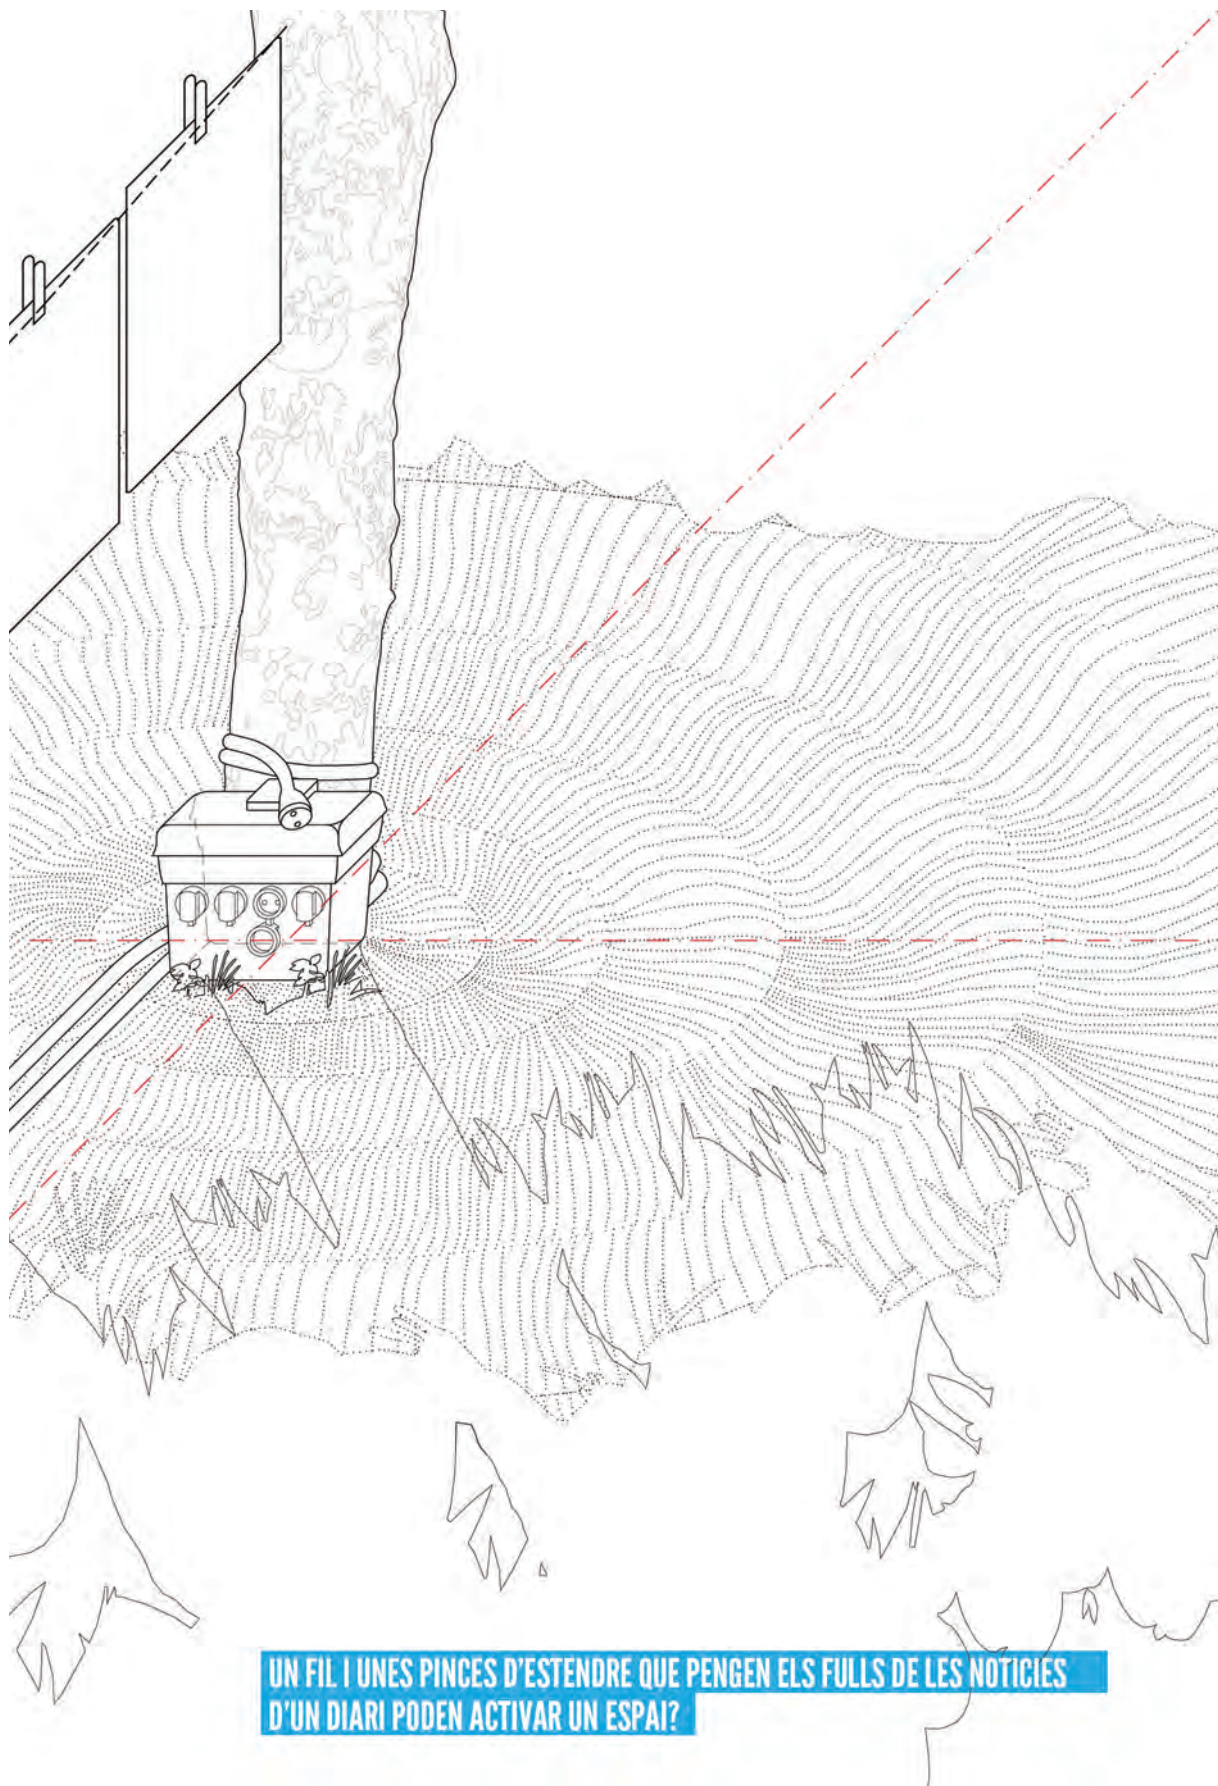 UN FIL I UNES PINCES D'ESTENDRE QUE PENGEN ELS FULLS DE LES NOTICIES
D'UN DIARI PODEN ACTIVAR UN ESPAI?